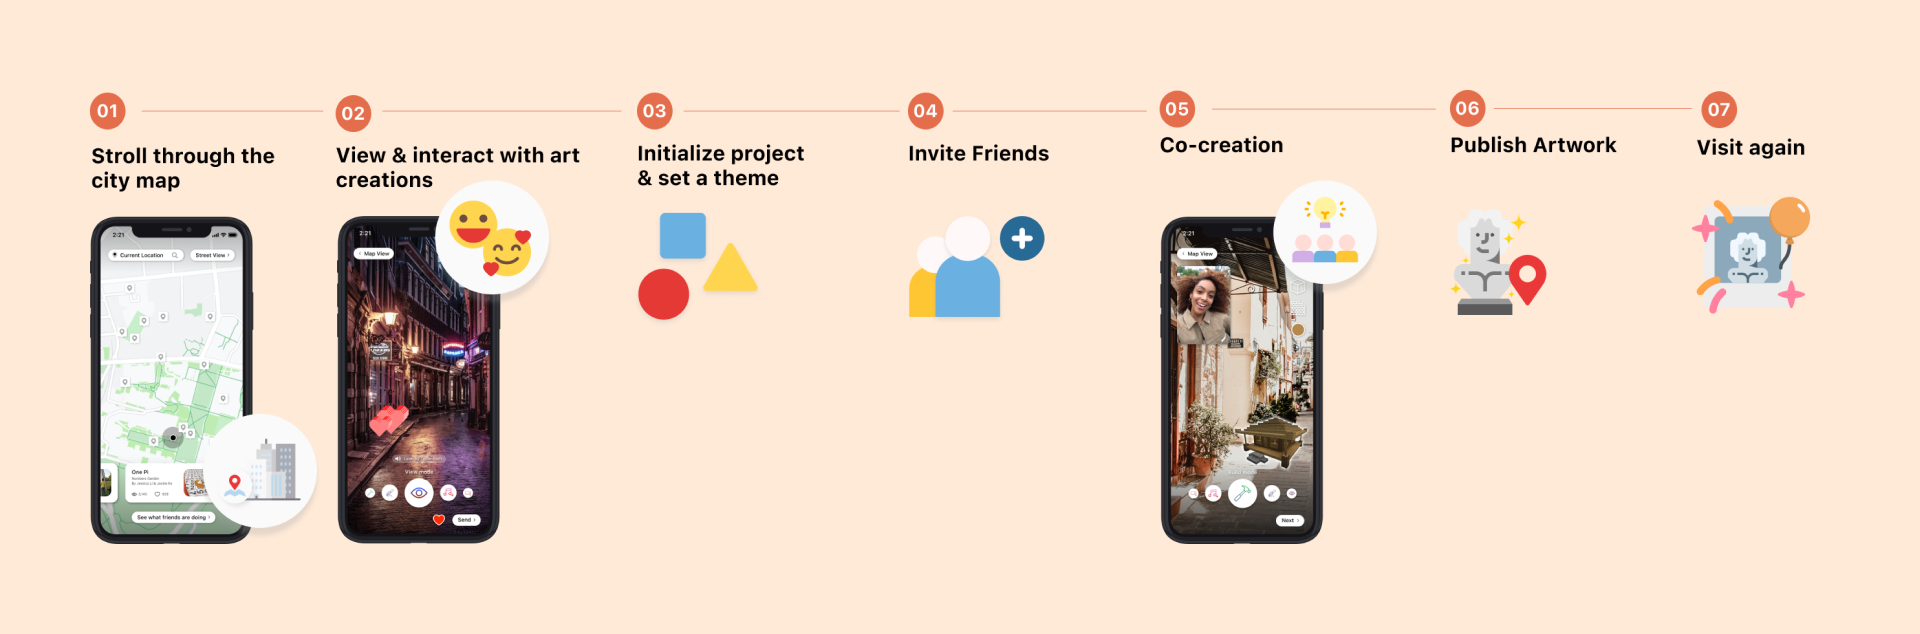 01
Stroll through the
city map
2:21
Current Location
Street View
One Pi
See what friends are doing
02
View & interact with art
creations
2:21
Map View
View mode
Send
03
Initialize project
& set a theme
04
Invite Friends
05
Co-creation
2:21
Map View
Next
06
Publish Artwork
07
Visit again